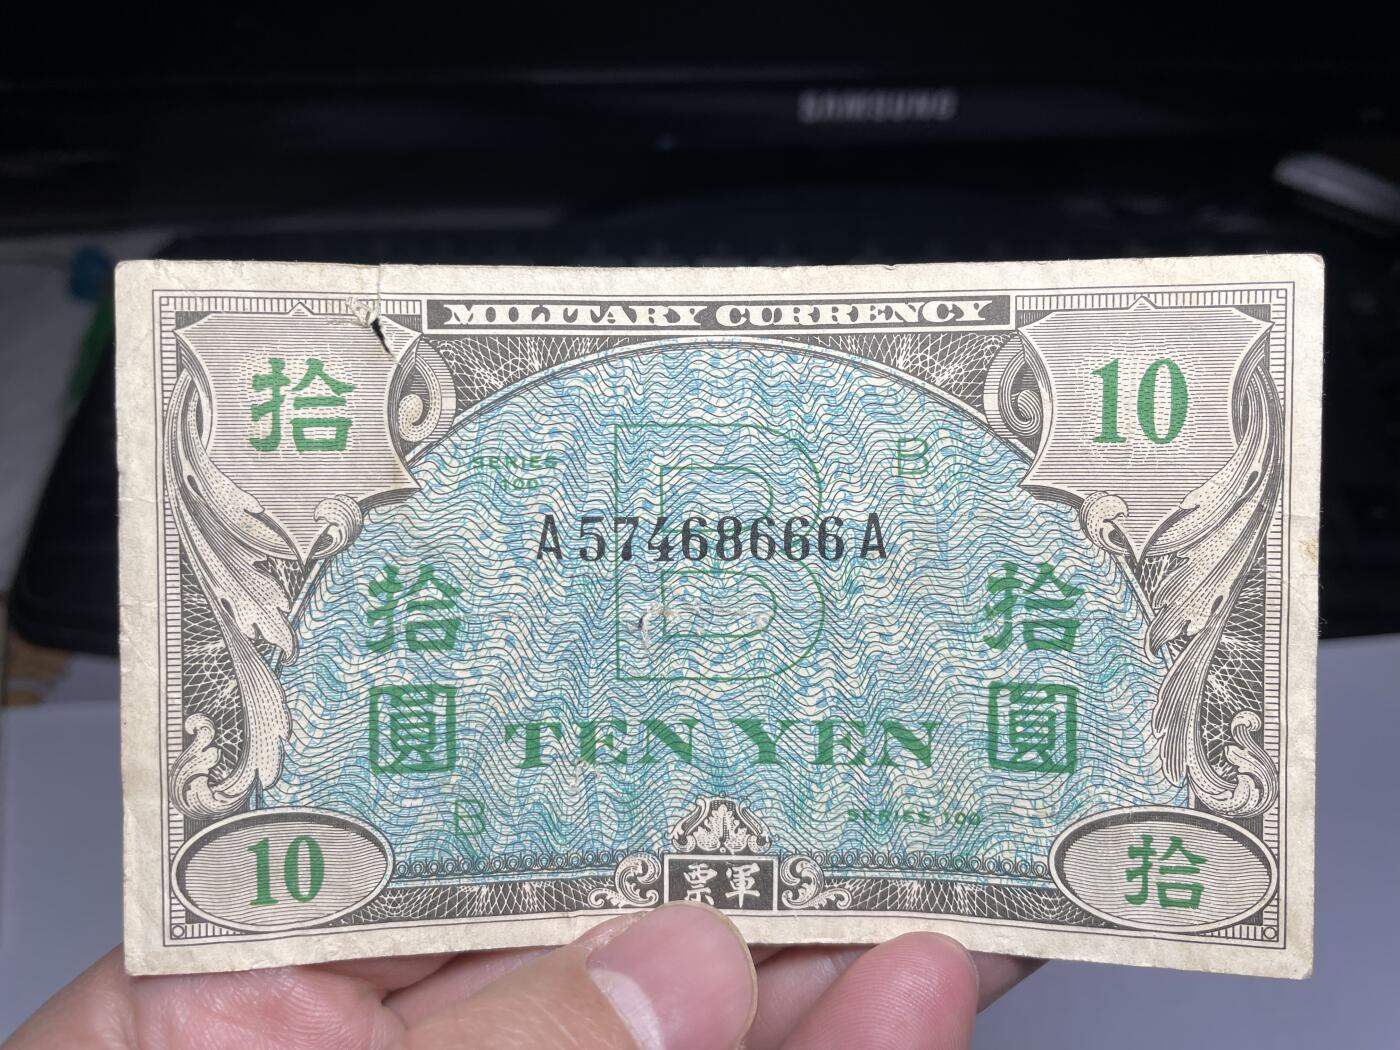 SAMSUNG
MILITARY CURRENCY
拾
10
SERIES
100
B
B
A57468666A
拾圓
拾圓
TEN YEN
B
SERIES 100
10
票軍
拾